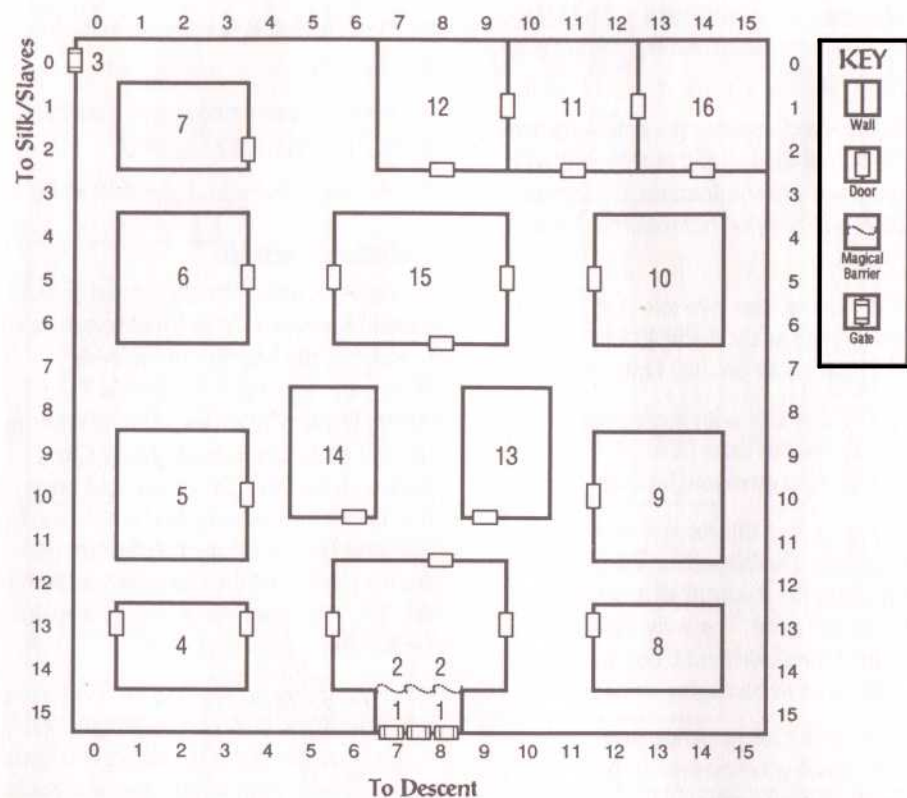 0 1 2 3 4 5 6 7 8 9 10 11 12 13 14 15
To Silk/Slaves
0 3 0
1 7 12 11 16 1
2 2
3 3
4 4
5 6 15 10 5
6 6
7 7
8 8
9 14 13 9
10 5 9 10
11 11
12 12
13 13
4 8
14 2 2 14
15 1 1 15
0 1 2 3 4 5 6 7 8 9 10 11 12 13 14 15
To Descent
KEY
Wall
Door
Magical
Barrier
Gate